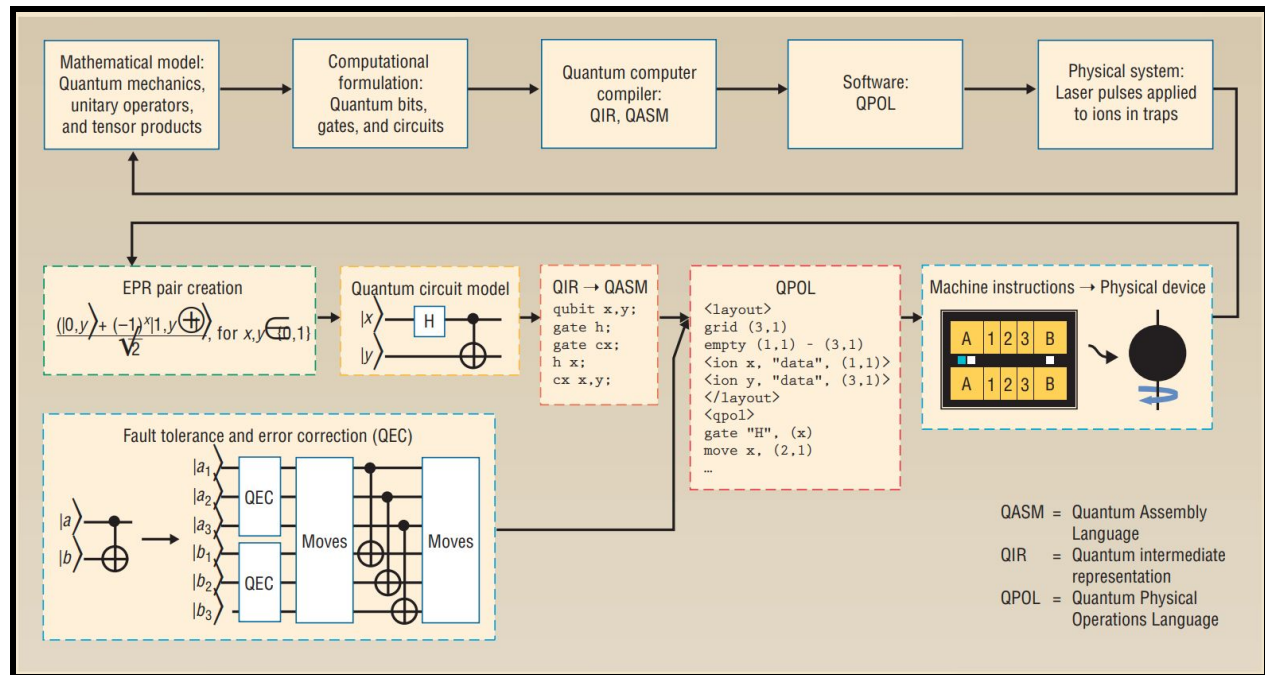 Mathematical model:
Quantum mechanics,
unitary operators,
and tensor products
Computational
formulation:
Quantum bits,
gates, and circuits
Quantum computer
compiler:
QIR, QASM
Software:
QPOL
Physical system:
Laser pulses applied
to ions in traps
EPR pair creation
(|0,y⟩ + (−1)ˣ|1,y⊕1⟩, for x,y∈{0,1}
√2
Quantum circuit model
|x⟩
H
|y⟩
QIR → QASM
qubit x,y;
gate h;
gate cx;
h x;
cx x,y;
QPOL
<layout>
grid (3,1)
empty (1,1) - (3,1)
<ion x, "data", (1,1)>
<ion y, "data", (3,1)>
</layout>
<qpol>
gate "H", (x)
move x, (2,1)
…
Machine instructions → Physical device
A 1 2 3 B
A 1 2 3 B
Fault tolerance and error correction (QEC)
|a⟩
|b⟩
|a₁⟩
|a₂⟩
|a₃⟩
|b₁⟩
|b₂⟩
|b₃⟩
QEC
QEC
Moves
Moves
QASM = Quantum Assembly
Language
QIR = Quantum intermediate
representation
QPOL = Quantum Physical
Operations Language